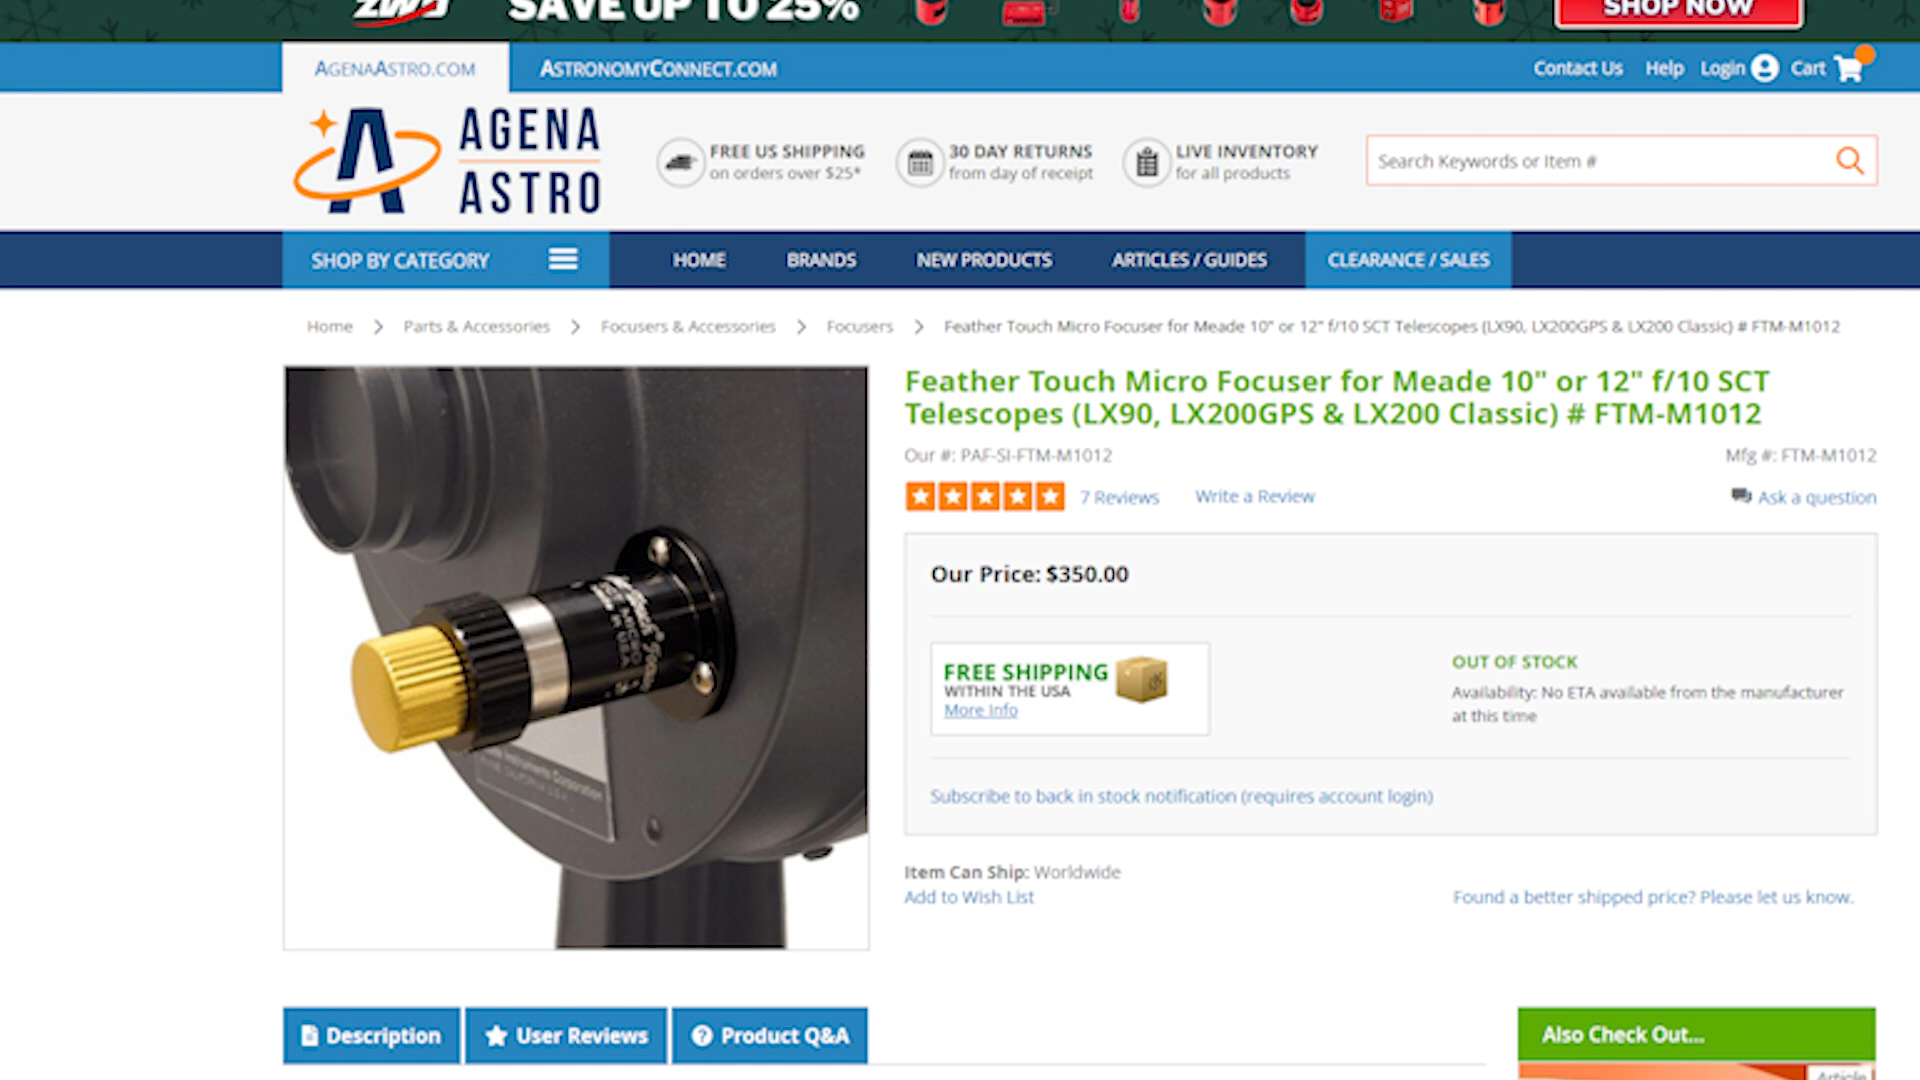 ZWO SAVE UP TO 25% SHOP NOW
AGENAASTRO.COM ASTRONOMYCONNECT.COM Contact Us Help Login Cart
AGENA
ASTRO
FREE US SHIPPING
on orders over $25*
30 DAY RETURNS
from day of receipt
LIVE INVENTORY
for all products
Search Keywords or Item #
SHOP BY CATEGORY HOME BRANDS NEW PRODUCTS ARTICLES / GUIDES CLEARANCE / SALES
Home > Parts & Accessories > Focusers & Accessories > Focusers > Feather Touch Micro Focuser for Meade 10" or 12" f/10 SCT Telescopes (LX90, LX200GPS & LX200 Classic) # FTM-M1012
Feather Touch Micro Focuser for Meade 10" or 12" f/10 SCT
Telescopes (LX90, LX200GPS & LX200 Classic) # FTM-M1012
Our #: PAF-SI-FTM-M1012 Mfg #: FTM-M1012
7 Reviews Write a Review Ask a question
Our Price: $350.00
FREE SHIPPING
WITHIN THE USA
More Info
OUT OF STOCK
Availability: No ETA available from the manufacturer
at this time
Subscribe to back in stock notification (requires account login)
Item Can Ship: Worldwide
Add to Wish List Found a better shipped price? Please let us know.
Description User Reviews Product Q&A
Also Check Out...
Article